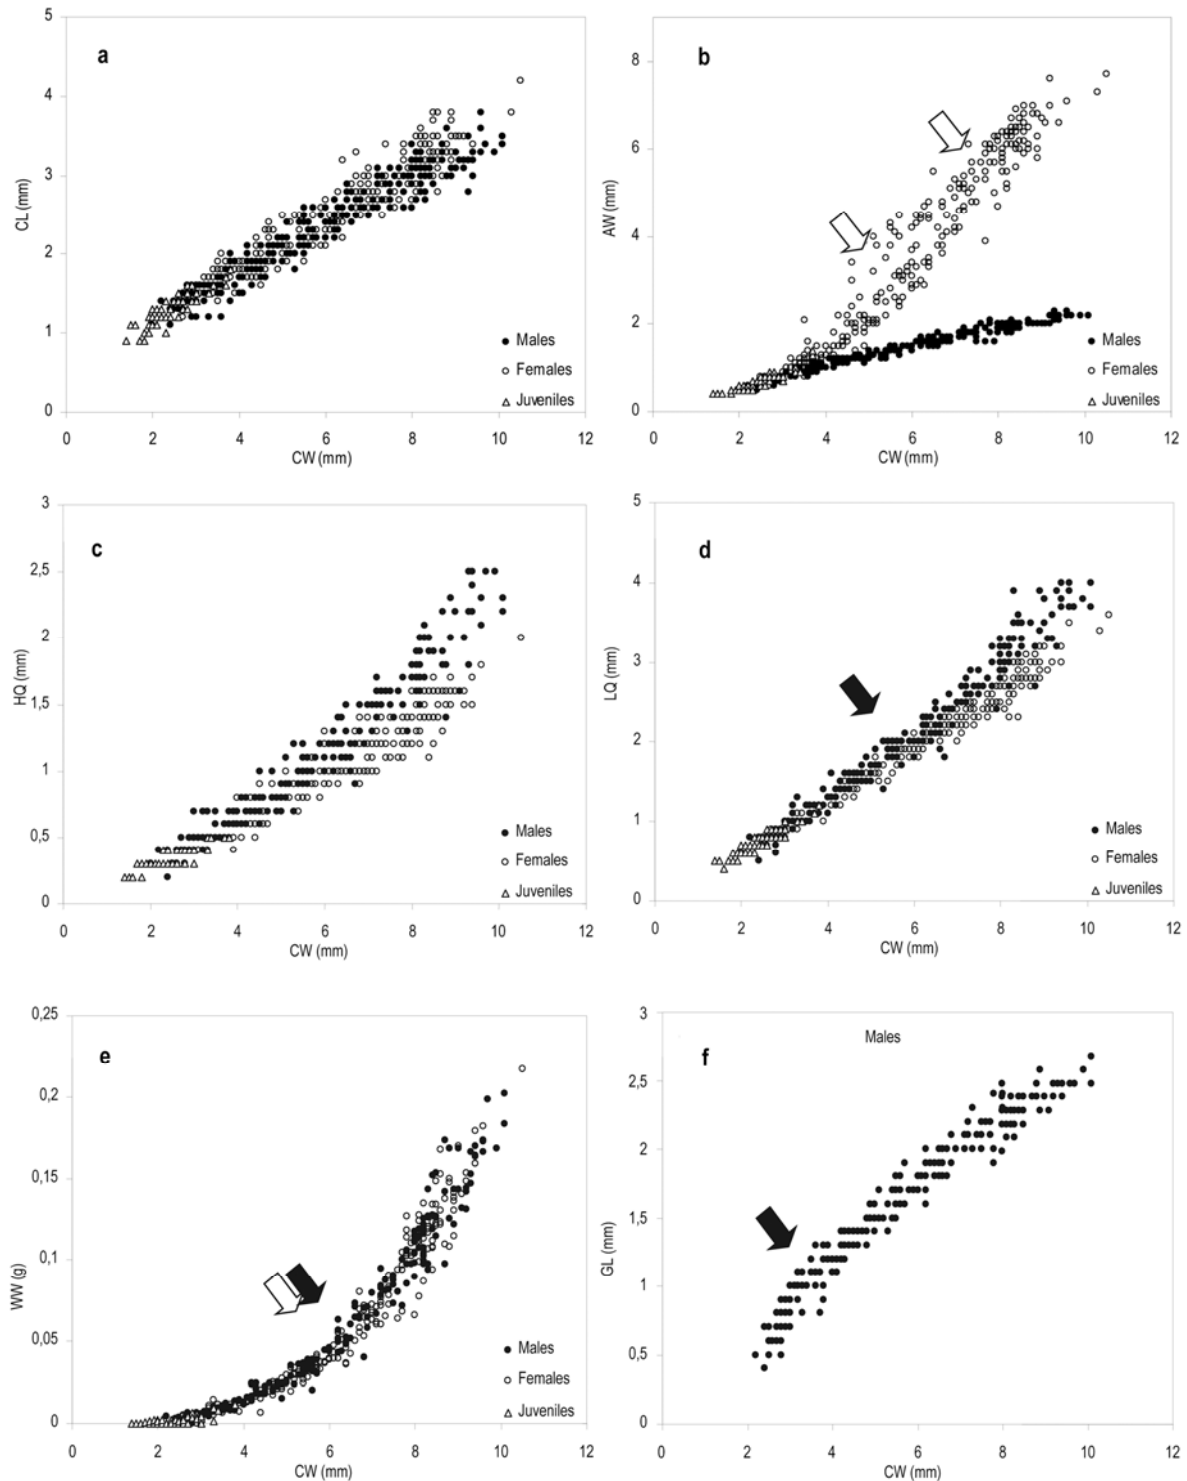 a
5
4
3
2
1
0
CL (mm)
0 2 4 6 8 10 12
CW (mm)
Males
Females
Juveniles
b
8
6
4
2
0
AW (mm)
0 2 4 6 8 10 12
CW (mm)
Males
Females
Juveniles
c
3
2,5
2
1,5
1
0,5
0
HQ (mm)
0 2 4 6 8 10 12
CW (mm)
Males
Females
Juveniles
d
5
4
3
2
1
0
LQ (mm)
0 2 4 6 8 10 12
CW (mm)
Males
Females
Juveniles
e
0,25
0,2
0,15
0,1
0,05
0
WW (g)
0 2 4 6 8 10 12
CW (mm)
Males
Females
Juveniles
f
Males
3
2,5
2
1,5
1
0,5
0
GL (mm)
0 2 4 6 8 10 12
CW (mm)